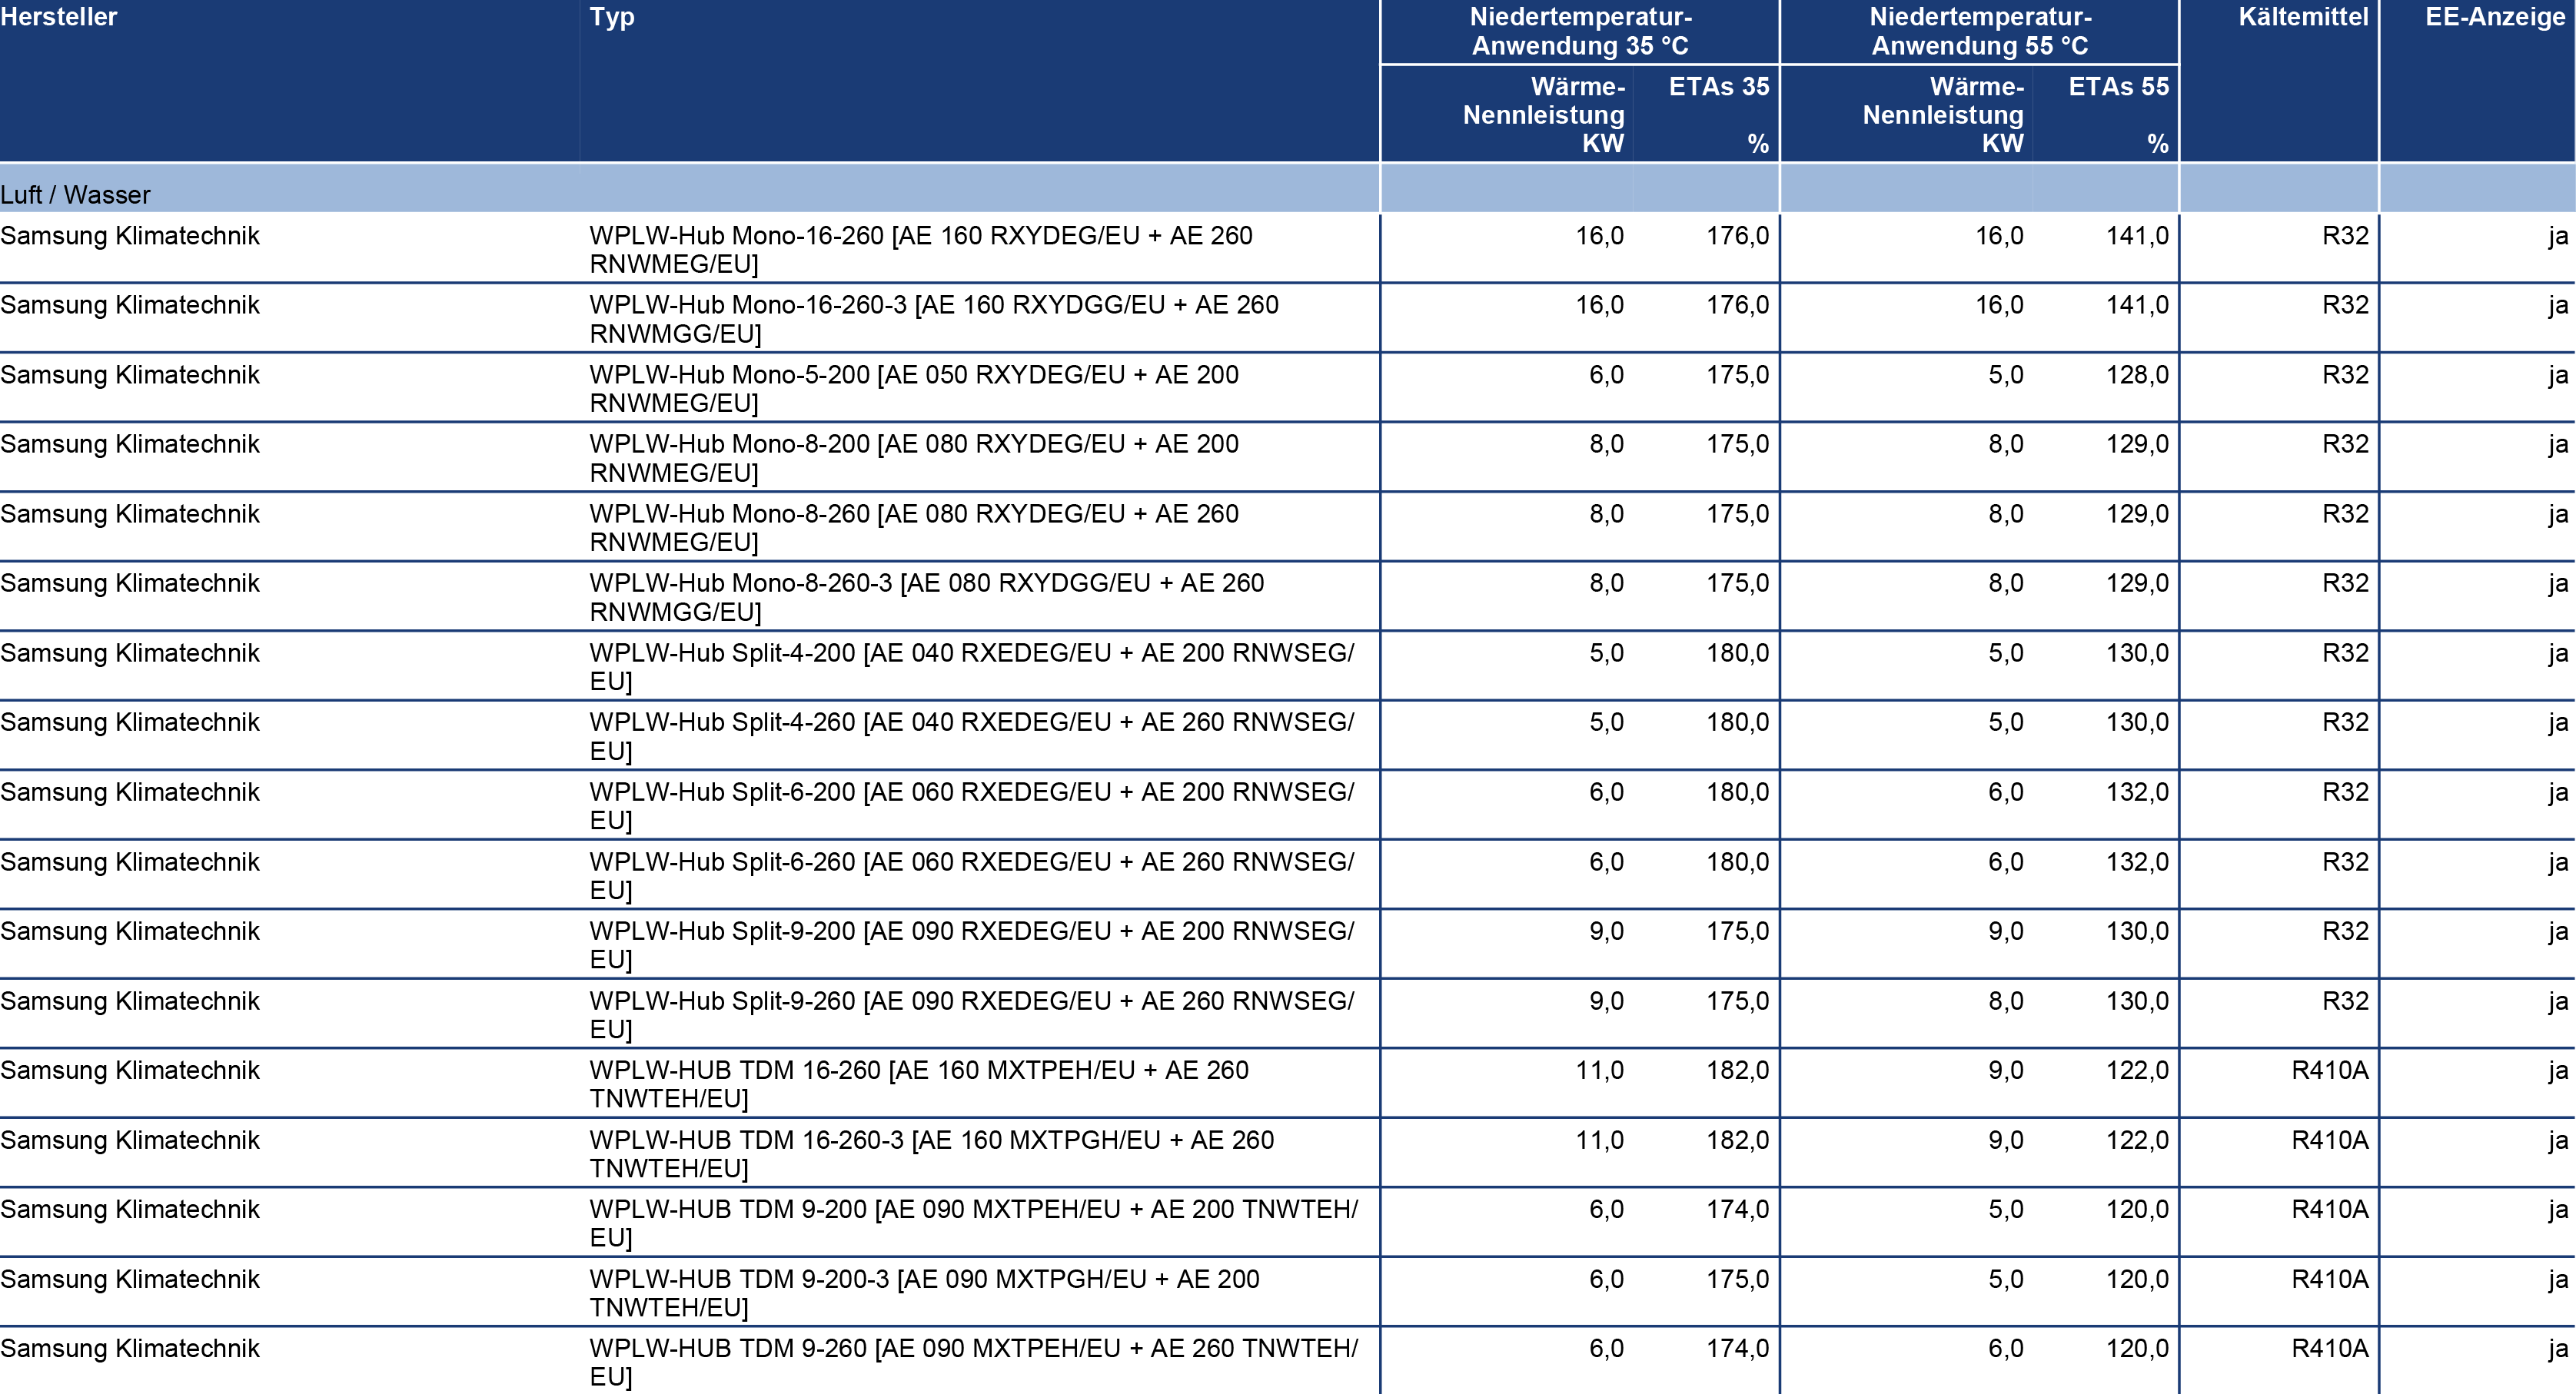 Hersteller Typ Niedertemperatur- Niedertemperatur- Kältemittel EE-Anzeige
Anwendung 35 °C Anwendung 55 °C
Wärme- ETAs 35 Wärme- ETAs 55
Nennleistung Nennleistung
KW % KW %
Luft / Wasser
Samsung Klimatechnik WPLW-Hub Mono-16-260 [AE 160 RXYDEG/EU + AE 260 16,0 176,0 16,0 141,0 R32 ja
RNWMEG/EU]
Samsung Klimatechnik WPLW-Hub Mono-16-260-3 [AE 160 RXYDGG/EU + AE 260 16,0 176,0 16,0 141,0 R32 ja
RNWMGG/EU]
Samsung Klimatechnik WPLW-Hub Mono-5-200 [AE 050 RXYDEG/EU + AE 200 6,0 175,0 5,0 128,0 R32 ja
RNWMEG/EU]
Samsung Klimatechnik WPLW-Hub Mono-8-200 [AE 080 RXYDEG/EU + AE 200 8,0 175,0 8,0 129,0 R32 ja
RNWMEG/EU]
Samsung Klimatechnik WPLW-Hub Mono-8-260 [AE 080 RXYDEG/EU + AE 260 8,0 175,0 8,0 129,0 R32 ja
RNWMEG/EU]
Samsung Klimatechnik WPLW-Hub Mono-8-260-3 [AE 080 RXYDGG/EU + AE 260 8,0 175,0 8,0 129,0 R32 ja
RNWMGG/EU]
Samsung Klimatechnik WPLW-Hub Split-4-200 [AE 040 RXEDEG/EU + AE 200 RNWSEG/ 5,0 180,0 5,0 130,0 R32 ja
EU]
Samsung Klimatechnik WPLW-Hub Split-4-260 [AE 040 RXEDEG/EU + AE 260 RNWSEG/ 5,0 180,0 5,0 130,0 R32 ja
EU]
Samsung Klimatechnik WPLW-Hub Split-6-200 [AE 060 RXEDEG/EU + AE 200 RNWSEG/ 6,0 180,0 6,0 132,0 R32 ja
EU]
Samsung Klimatechnik WPLW-Hub Split-6-260 [AE 060 RXEDEG/EU + AE 260 RNWSEG/ 6,0 180,0 6,0 132,0 R32 ja
EU]
Samsung Klimatechnik WPLW-Hub Split-9-200 [AE 090 RXEDEG/EU + AE 200 RNWSEG/ 9,0 175,0 9,0 130,0 R32 ja
EU]
Samsung Klimatechnik WPLW-Hub Split-9-260 [AE 090 RXEDEG/EU + AE 260 RNWSEG/ 9,0 175,0 8,0 130,0 R32 ja
EU]
Samsung Klimatechnik WPLW-HUB TDM 16-260 [AE 160 MXTPEH/EU + AE 260 11,0 182,0 9,0 122,0 R410A ja
TNWTEH/EU]
Samsung Klimatechnik WPLW-HUB TDM 16-260-3 [AE 160 MXTPGH/EU + AE 260 11,0 182,0 9,0 122,0 R410A ja
TNWTEH/EU]
Samsung Klimatechnik WPLW-HUB TDM 9-200 [AE 090 MXTPEH/EU + AE 200 TNWTEH/ 6,0 174,0 5,0 120,0 R410A ja
EU]
Samsung Klimatechnik WPLW-HUB TDM 9-200-3 [AE 090 MXTPGH/EU + AE 200 6,0 175,0 5,0 120,0 R410A ja
TNWTEH/EU]
Samsung Klimatechnik WPLW-HUB TDM 9-260 [AE 090 MXTPEH/EU + AE 260 TNWTEH/ 6,0 174,0 6,0 120,0 R410A ja
EU]